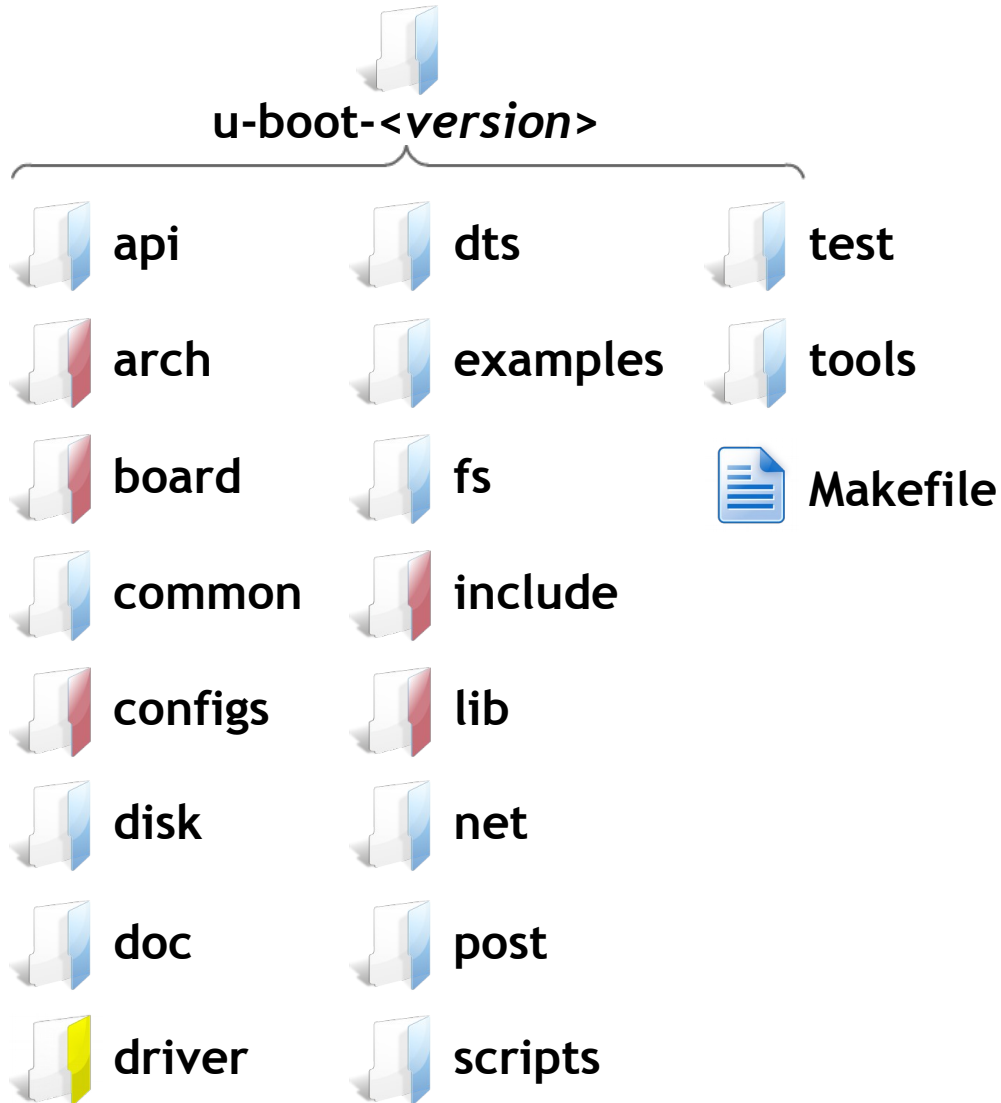 u-boot-<version>
api
arch
board
common
configs
disk
doc
driver
dts
examples
fs
include
lib
net
post
scripts
test
tools
Makefile